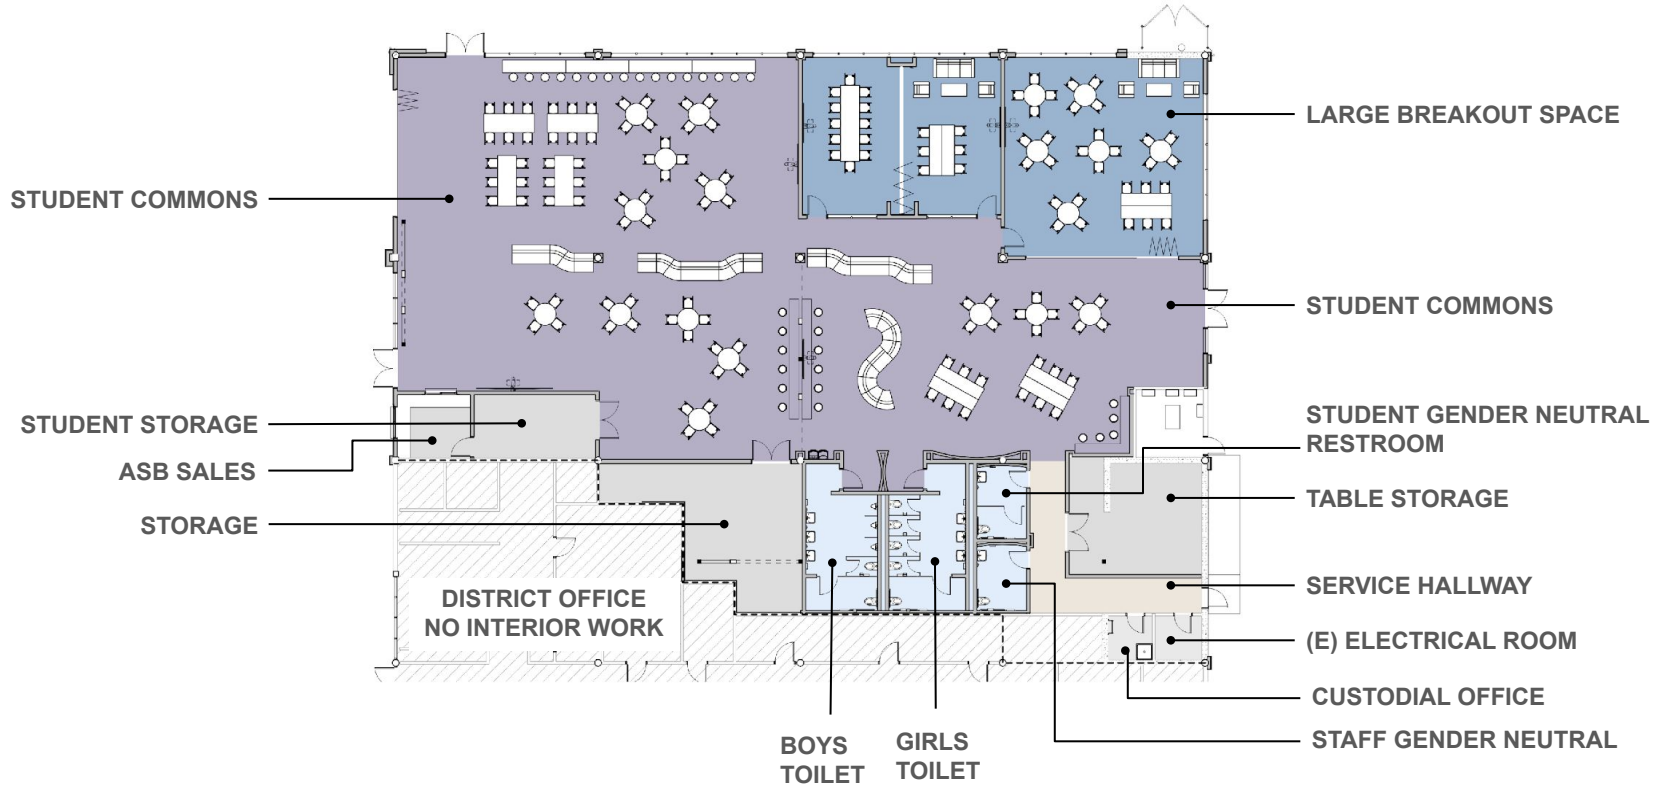 LARGE BREAKOUT SPACE
STUDENT COMMONS
STUDENT COMMONS
STUDENT STORAGE
ASB SALES
STORAGE
STUDENT GENDER NEUTRAL
RESTROOM
TABLE STORAGE
SERVICE HALLWAY
DISTRICT OFFICE
NO INTERIOR WORK
(E) ELECTRICAL ROOM
CUSTODIAL OFFICE
STAFF GENDER NEUTRAL
BOYS
TOILET
GIRLS
TOILET